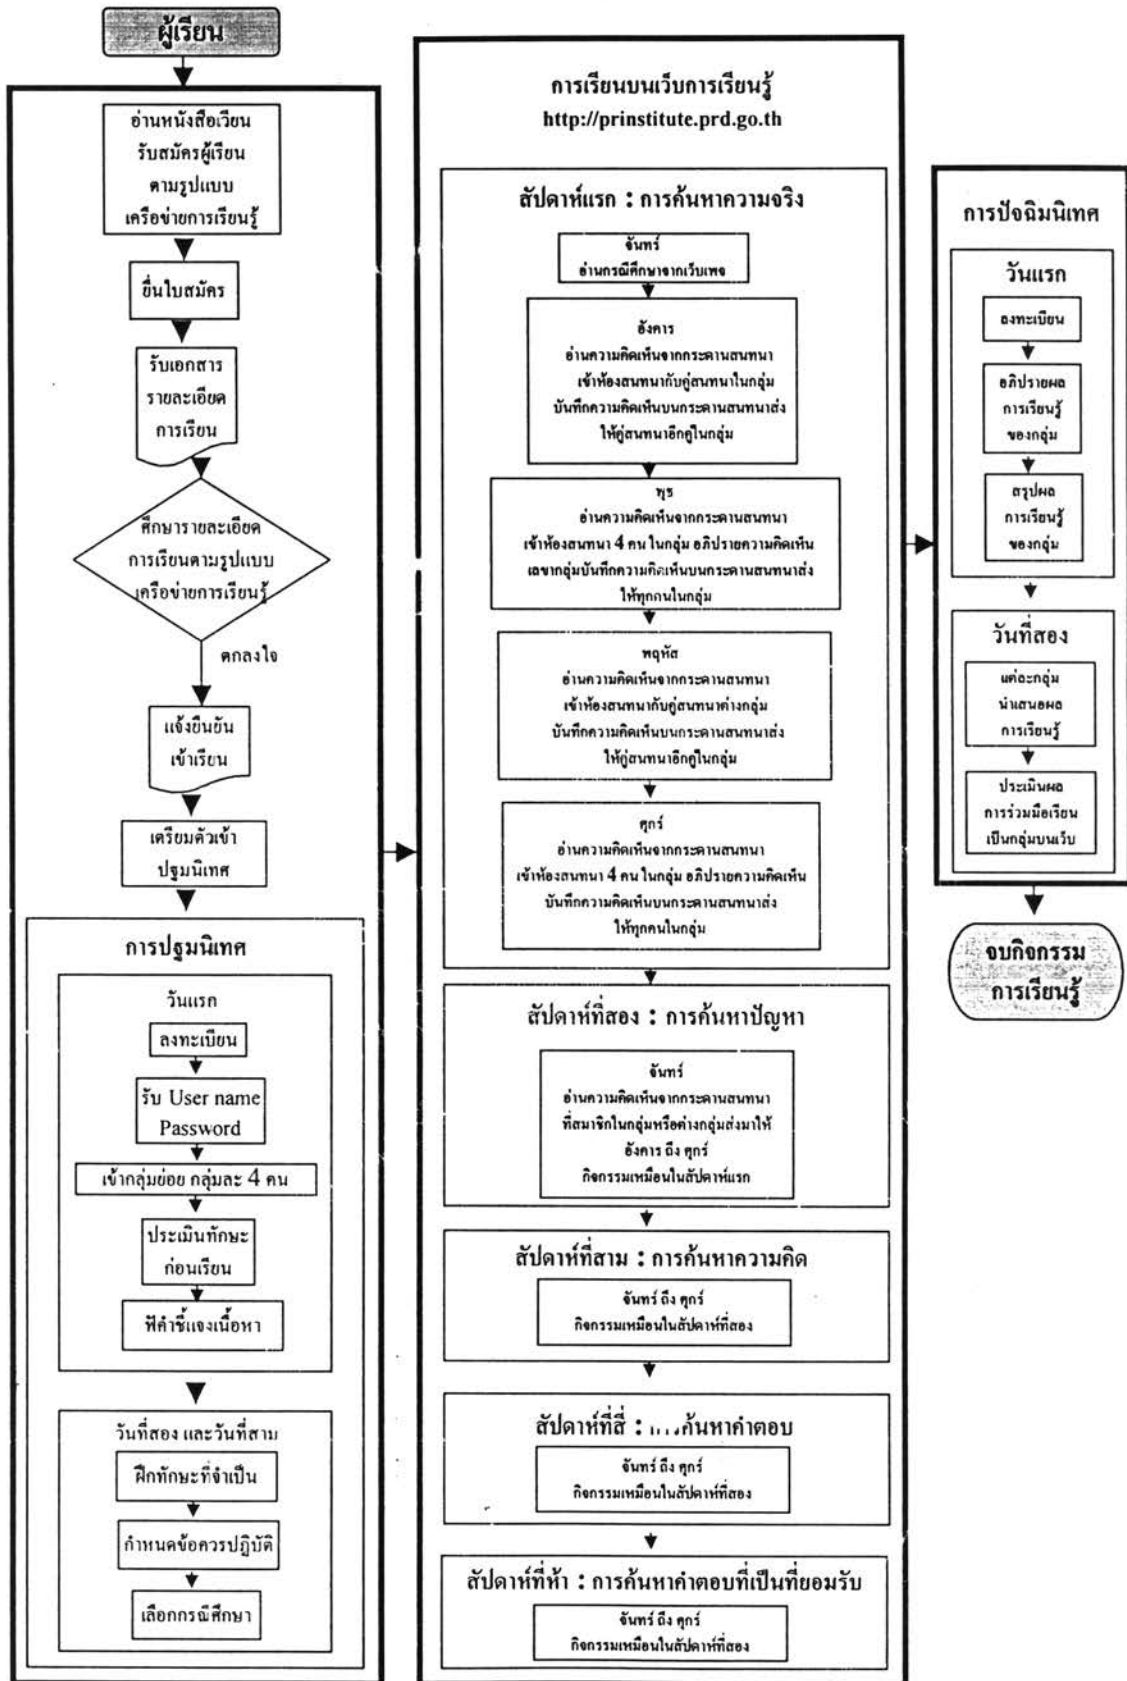 ผู้เรียน
อ่านหนังสือเวียน
รับสมัครผู้เรียน
ตามรูปแบบ
เครือข่ายการเรียนรู้
ยื่นใบสมัคร
รับเอกสาร
รายละเอียด
การเรียน
ศึกษารายละเอียด
การเรียนตามรูปแบบ
เครือข่ายการเรียนรู้
ตกลงใจ
แจ้งยืนยัน
เข้าเรียน
เตรียมตัวเข้า
ปฐมนิเทศ
การปฐมนิเทศ
วันแรก
ลงทะเบียน
รับ User name
Password
เข้ากลุ่มย่อย กลุ่มละ 4 คน
ประเมินทักษะ
ก่อนเรียน
ฟีคำชี้แจงเนื้อหา
วันที่สอง และวันที่สาม
ฝึกทักษะที่จำเป็น
กำหนดข้อควรปฏิบัติ
เลือกกรณีศึกษา
การเรียนบนเว็บการเรียนรู้
http://prinstitute.prd.go.th
สัปดาห์แรก : การค้นหาความจริง
จันทร์
อ่านกรณีศึกษาจากเว็บเพจ
อังคาร
อ่านความคิดเห็นจากกระดานสนทนา
เข้าห้องสนทนากับคู่สนทนาในกลุ่ม
บันทึกความคิดเห็นบนกระดานสนทนาส่ง
ให้คู่สนทนาอีกคู่ในกลุ่ม
พุธ
อ่านความคิดเห็นจากกระดานสนทนา
เข้าห้องสนทนา 4 คน ในกลุ่ม อภิปรายความคิดเห็น
เลขากลุ่มบันทึกความคิดเห็นบนกระดานสนทนาส่ง
ให้ทุกคนในกลุ่ม
พฤหัส
อ่านความคิดเห็นจากกระดานสนทนา
เข้าห้องสนทนากับคู่สนทนาต่างกลุ่ม
บันทึกความคิดเห็นบนกระดานสนทนาส่ง
ให้คู่สนทนาอีกคู่ในกลุ่ม
ศุกร์
อ่านความคิดเห็นจากกระดานสนทนา
เข้าห้องสนทนา 4 คน ในกลุ่ม อภิปรายความคิดเห็น
บันทึกความคิดเห็นบนกระดานสนทนาส่ง
ให้ทุกคนในกลุ่ม
สัปดาห์ที่สอง : การค้นหาปัญหา
จันทร์
อ่านความคิดเห็นจากกระดานสนทนา
ที่สมาชิกในกลุ่มหรือต่างกลุ่มส่งมาให้
อังคาร ถึง ศุกร์
กิจกรรมเหมือนในสัปดาห์แรก
สัปดาห์ที่สาม : การค้นหาความคิด
จันทร์ ถึง ศุกร์
กิจกรรมเหมือนในสัปดาห์ที่สอง
สัปดาห์ที่สี่ : การค้นหาคำตอบ
จันทร์ ถึง ศุกร์
กิจกรรมเหมือนในสัปดาห์ที่สอง
สัปดาห์ที่ห้า : การค้นหาคำตอบที่เป็นที่ยอมรับ
จันทร์ ถึง ศุกร์
กิจกรรมเหมือนในสัปดาห์ที่สอง
การปัจฉิมนิเทศ
วันแรก
ลงทะเบียน
อภิปรายผล
การเรียนรู้
ของกลุ่ม
สรุปผล
การเรียนรู้
ของกลุ่ม
วันที่สอง
แต่ละกลุ่ม
นำเสนอผล
การเรียนรู้
ประเมินผล
การร่วมมือเรียน
เป็นกลุ่มบนเว็บ
จบกิจกรรม
การเรียนรู้